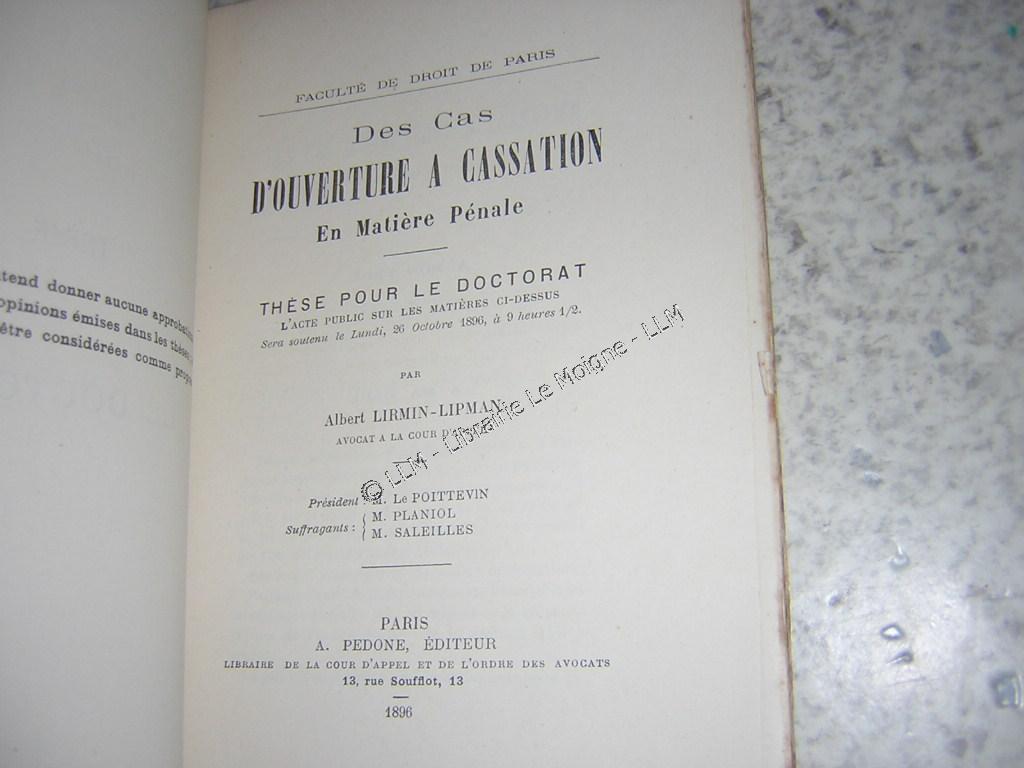 tend donner aucune
opinions émises dans les thèses
être considérées comme
FACULTÉ DE DROIT DE PARIS
Des Cas
D'OUVERTURE A CASSATION
En Matière Pénale
THÈSE POUR LE DOCTORAT
L'ACTE PUBLIC SUR LES MATIÈRES CI-DESSUS
Sera soutenu le Lundi, 26 Octobre 1896, à 9 heures 1/2.
PAR
Albert LIRMIN-LIPMAN
AVOCAT A LA COUR
© LLM - Librairie Le Moigne - LLM
Président M. Le POITTEVIN
Suffragants : { M. PLANIOL
M. SALEILLES
PARIS
A. PEDONE, ÉDITEUR
LIBRAIRE DE LA COUR D'APPEL ET DE L'ORDRE DES AVOCATS
13, rue Soufflot, 13
1896